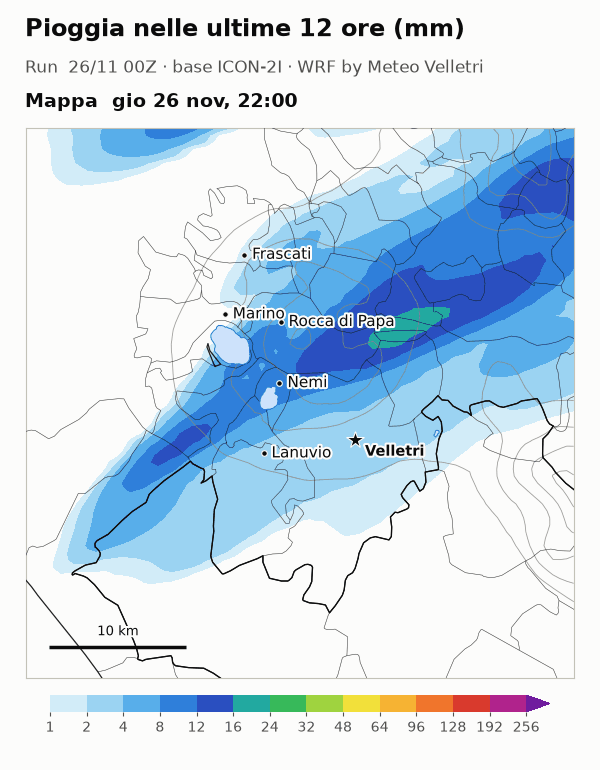 Pioggia nelle ultime 12 ore (mm)
Run 26/11 00Z · base ICON-2I · WRF by Meteo Velletri
Mappa gio 26 nov, 22:00
Frascati
Marino
Rocca di Papa
Nemi
Velletri
Lanuvio
10 km
1 2 4 8 12 16 24 32 48 64 96 128 192 256